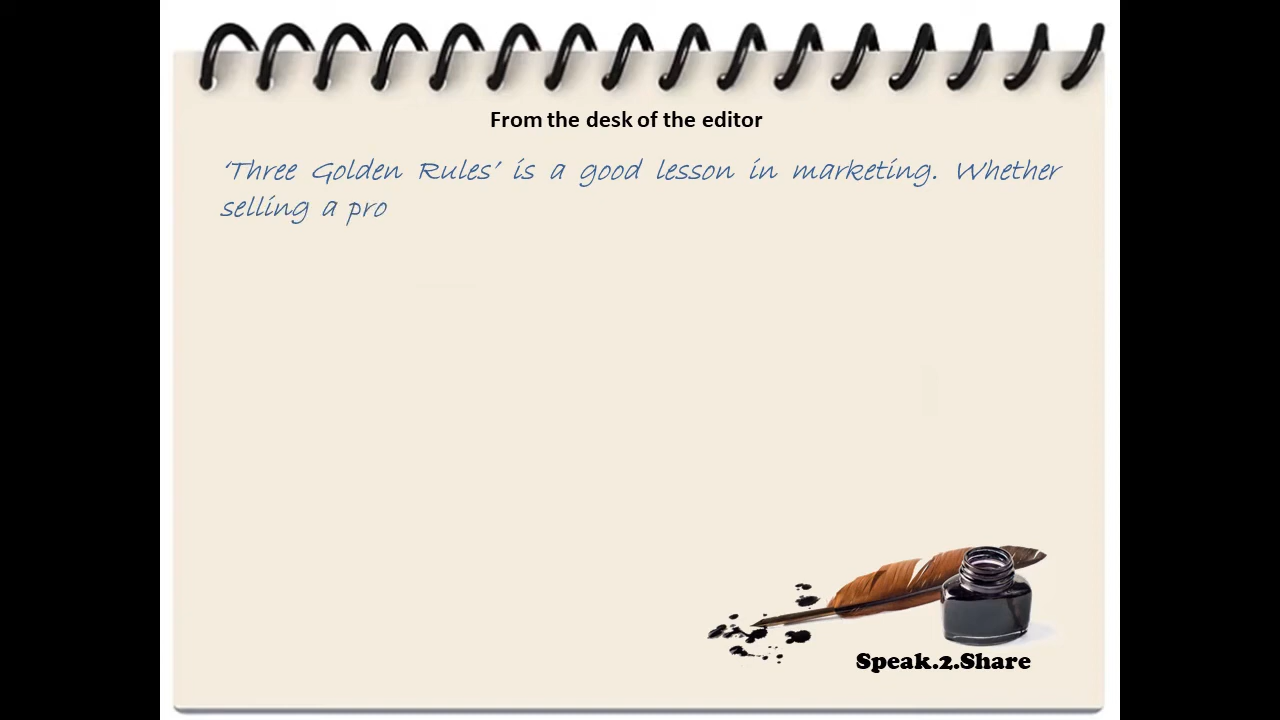 From the desk of the editor
‘Three Golden Rules’ is a good lesson in marketing. Whether
selling a pro
Speak.2.Share